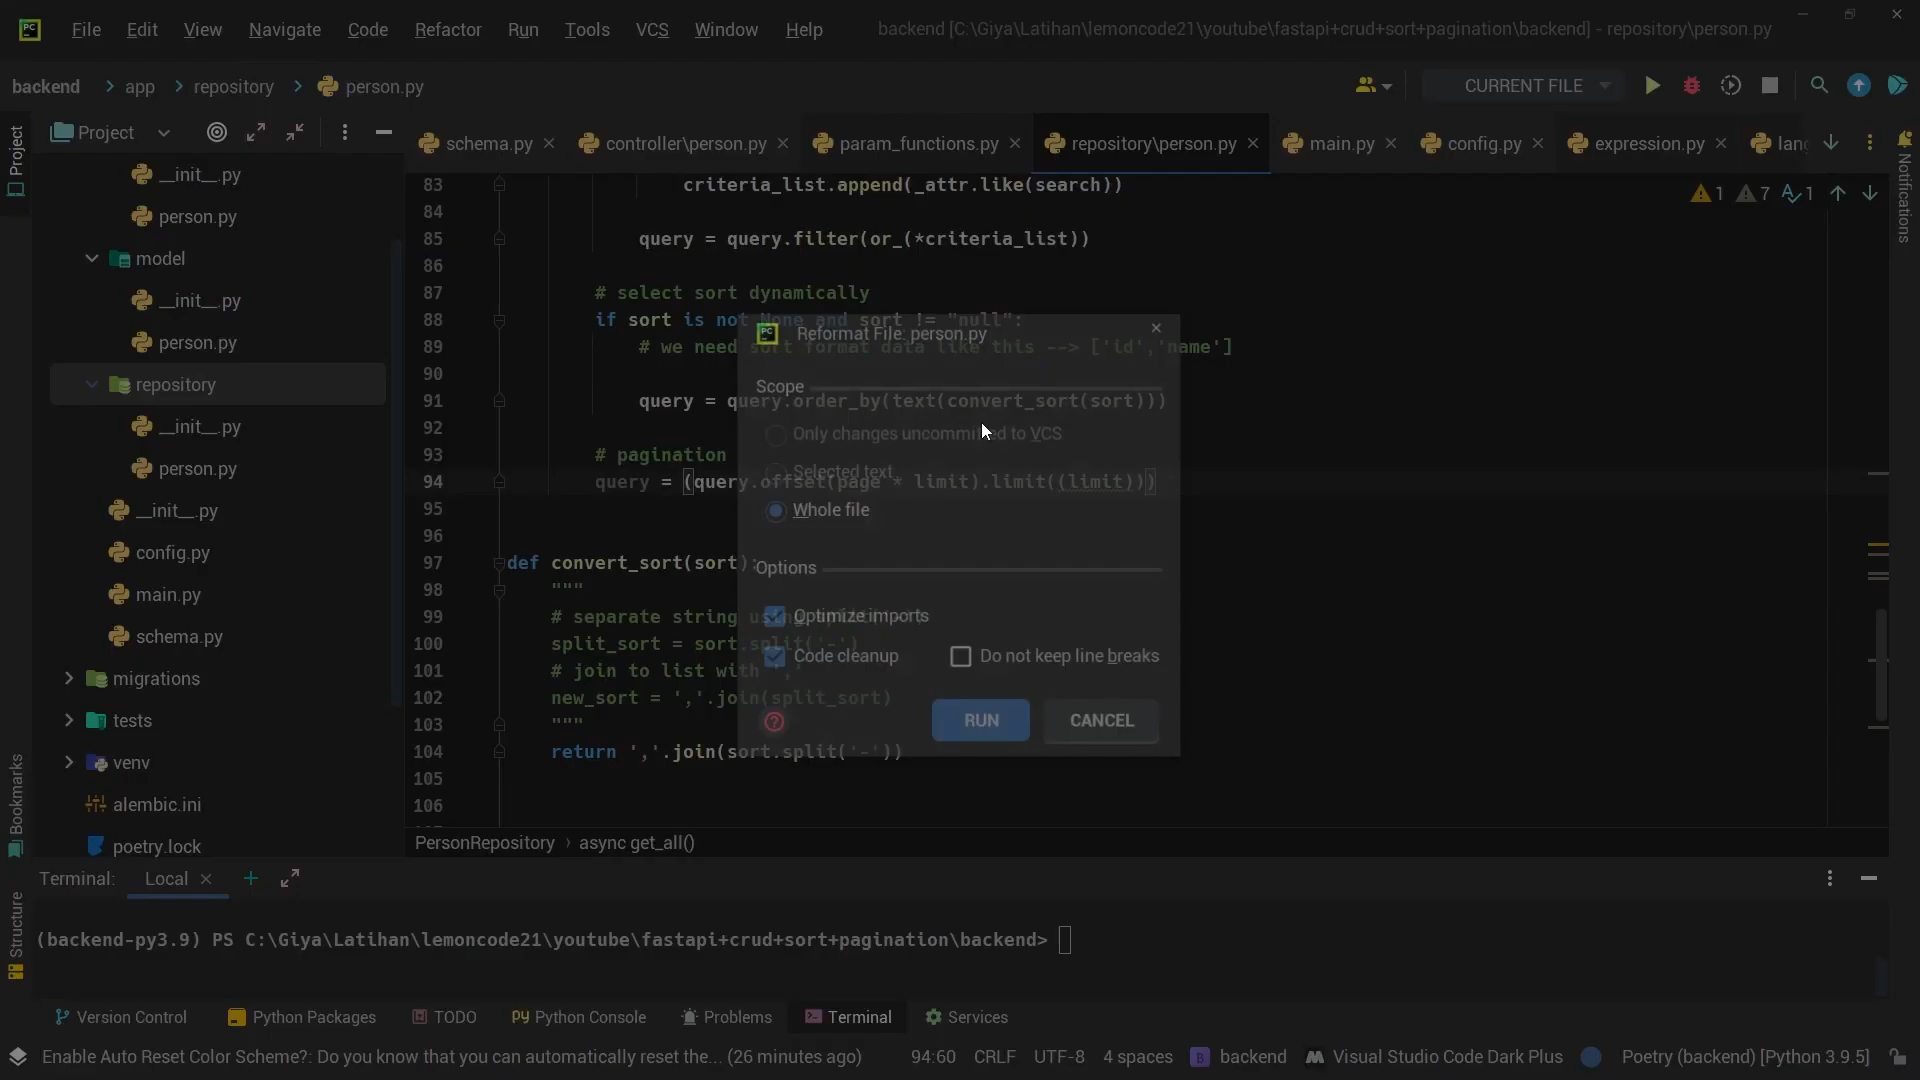 File Edit View Navigate Code Refactor Run Tools VCS Window Help backend [C:\Giya\Latihan\lemoncode21\youtube\fastapi+crud+sort+pagination\backend] - repository\person.py
backend app repository person.py CURRENT FILE
Project
Project
schema.py controller\person.py param_functions.py repository\person.py main.py config.py expression.py
Notifications
1 7 1
__init__.py
person.py
model
__init__.py
person.py
repository
__init__.py
person.py
__init__.py
config.py
main.py
schema.py
migrations
tests
venv
alembic.ini
poetry.lock
83 criteria_list.append(_attr.like(search))
84
85 query = query.filter(or_(*criteria_list))
86
87 # select sort dynamically
88 if sort is not None and sort != "null":
89 # we need sort format data like this --> ['id','name']
90
91 query = query.order_by(text(convert_sort(sort)))
92
93 # pagination
94 query = (query.offset(page * limit).limit((limit)))
95
96
97 def convert_sort(sort):
98 """
99 # separate string using
100 split_sort = sort.split('-')
101 # join to list with ','
102 new_sort = ','.join(split_sort)
103 """
104 return ','.join(sort.split('-'))
105
106
Reformat File: person.py
Scope
Only changes uncommitted to VCS
Selected text
Whole file
Options
Optimize imports
Code cleanup Do not keep line breaks
RUN CANCEL
PersonRepository › async get_all()
Bookmarks
Structure
Terminal: Local
(backend-py3.9) PS C:\Giya\Latihan\lemoncode21\youtube\fastapi+crud+sort+pagination\backend>
Version Control Python Packages TODO Python Console Problems Terminal Services
Enable Auto Reset Color Scheme?: Do you know that you can automatically reset the... (26 minutes ago) 94:60 CRLF UTF-8 4 spaces backend Visual Studio Code Dark Plus Poetry (backend) [Python 3.9.5]